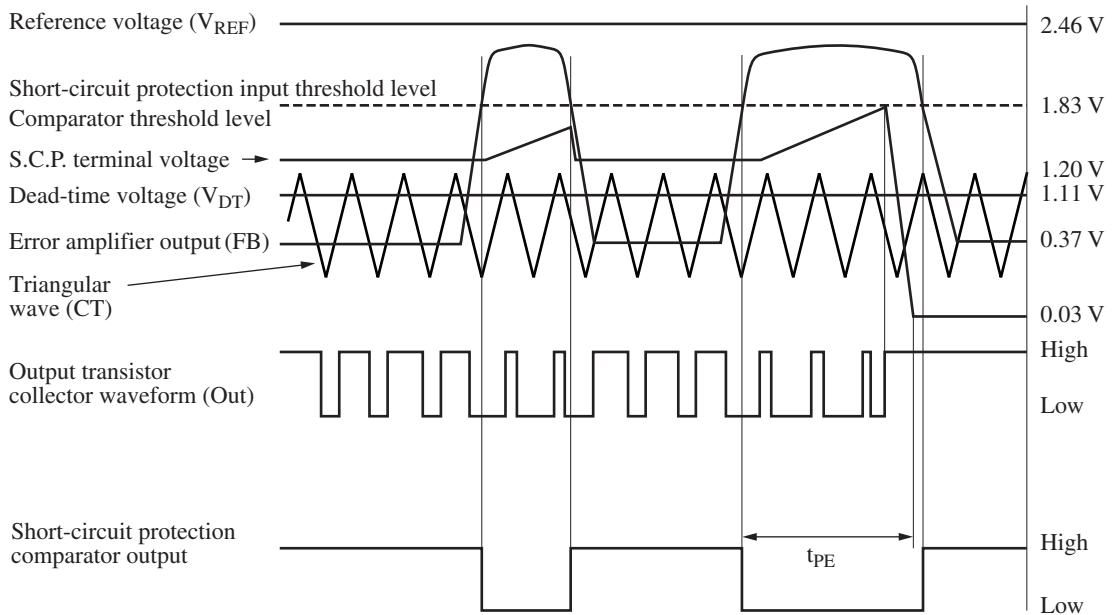 Reference voltage (VREF)
2.46 V
Short-circuit protection input threshold level
1.83 V
Comparator threshold level
S.C.P. terminal voltage
1.20 V
Dead-time voltage (VDT)
1.11 V
Error amplifier output (FB)
0.37 V
Triangular
wave (CT)
0.03 V
High
Output transistor
collector waveform (Out)
Low
Short-circuit protection
comparator output
High
tPE
Low